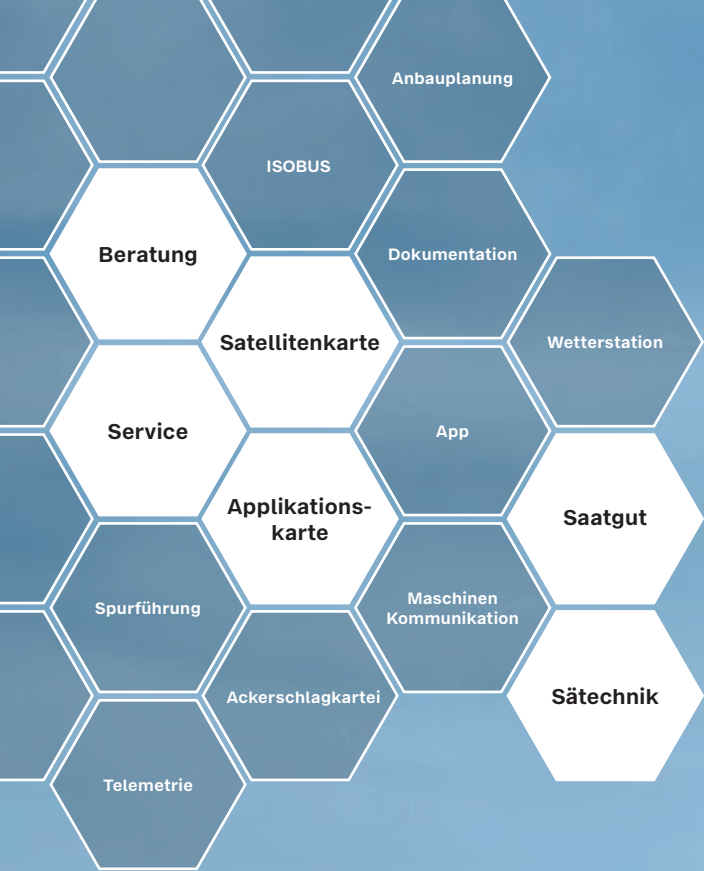 Anbauplanung
ISOBUS
Beratung
Dokumentation
Satellitenkarte
Wetterstation
Service
App
Applikations-
karte
Saatgut
Spurführung
Maschinen
Kommunikation
Ackerschlagkartei
Sätechnik
Telemetrie